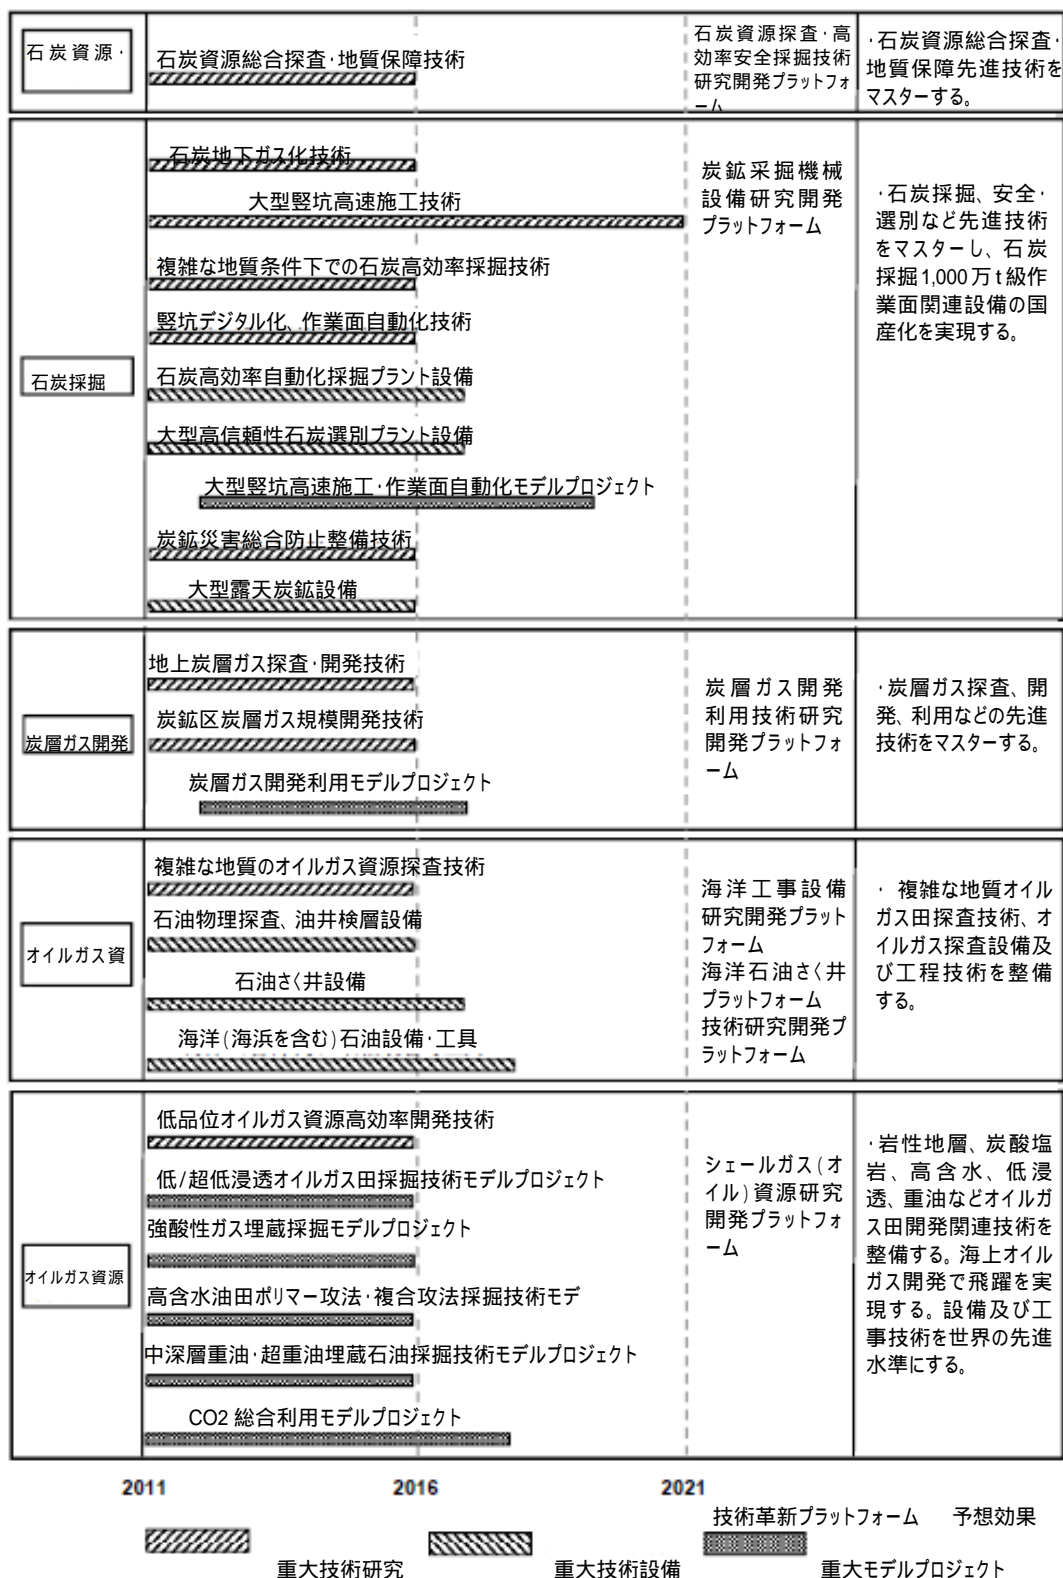 石炭資源·
石炭資源総合探査·地質保障技術
石炭資源探査·高
効率安全採掘技術
研究開発プラットフォ
ーム
·石炭資源総合探査·
地質保障先進技術を
マスターする。
石炭採掘
石炭地下ガス化技術
大型竪坑高速施工技術
複雑な地質条件下での石炭高効率採掘技術
竪坑デジタル化、作業面自動化技術
石炭高効率自動化採掘プラント設備
大型高信頼性石炭選別プラント設備
大型竪坑高速施工·作業面自動化モデルプロジェクト
炭鉱災害総合防止整備技術
大型露天炭鉱設備
炭鉱采掘機械
設備研究開発
プラットフォーム
·石炭採掘、安全·
選別など先進技術
をマスターし、石炭
採掘1,000万t級作
業面関連設備の国
産化を実現する。
炭層ガス開発
地上炭層ガス探査·開発技術
炭鉱区炭層ガス規模開発技術
炭層ガス開発利用モデルプロジェクト
炭層ガス開発
利用技術研究
開発プラットフォ
ーム
·炭層ガス探査、開
発、利用などの先進
技術をマスターする。
オイルガス資
複雑な地質のオイルガス資源探査技術
石油物理探査、油井検層設備
石油さく井設備
海洋(海浜を含む)石油設備·工具
海洋工事設備
研究開発プラット
フォーム
海洋石油さく井
プラットフォーム
技術研究開発プ
ラットフォーム
· 複雑な地質オイル
ガス田探査技術、オ
イルガス探査設備及
び工程技術を整備
する。
オイルガス資源
低品位オイルガス資源高効率開発技術
低/超低浸透オイルガス田採掘技術モデルプロジェクト
強酸性ガス埋蔵採掘モデルプロジェクト
高含水油田ポリマー攻法·複合攻法採掘技術モデ
中深層重油·超重油埋蔵石油採掘技術モデルプロジェクト
CO2 総合利用モデルプロジェクト
シェールガス(オ
イル)資源研究
開発プラットフォ
ーム
·岩性地層、炭酸塩
岩、高含水、低浸
透、重油などオイルガ
ス田開発関連技術を
整備する。海上オイル
ガス開発で飛躍を実
現する。設備及び工
事技術を世界の先進
水準にする。
2011
2016
2021
技術革新プラットフォーム 予想効果
重大技術研究
重大技術設備
重大モデルプロジェクト